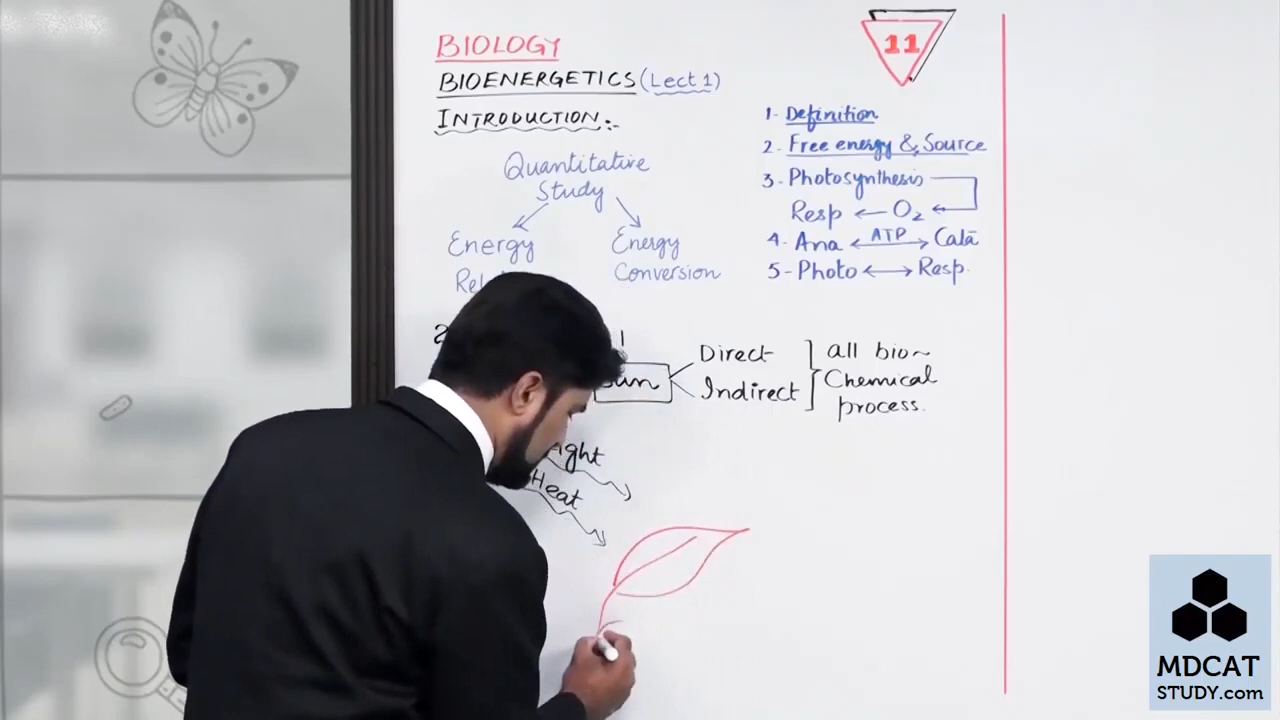 BIOLOGY
BIOENERGETICS (Lect 1)
INTRODUCTION:-
Quantitative
Study
Energy
Energy
Conversion
11
1- Definition
2. Free energy & Source
3- Photosynthesis
Resp ← O₂ ←
4. Ana ←ATP→ Cata
5- Photo ↔ Resp.
Sun
Direct
Indirect
all bio~
Chemical
process.
Light
Heat
MDCAT
STUDY.com